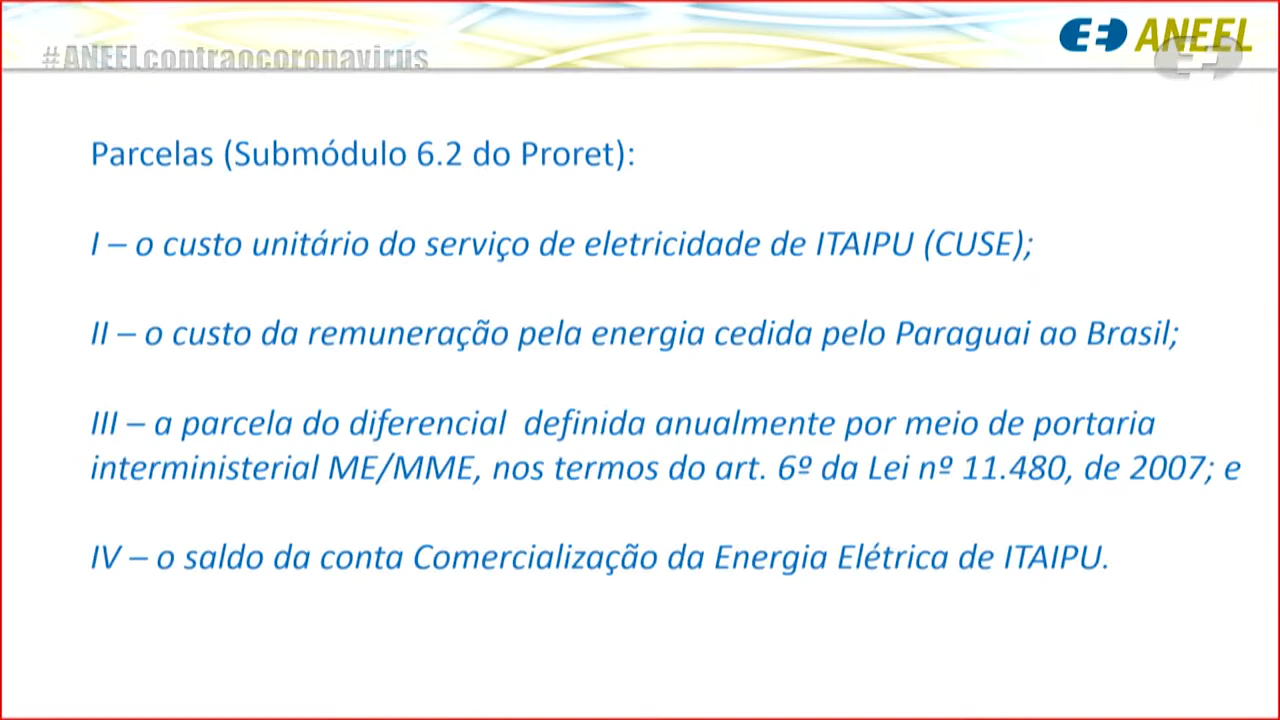 #ANEELcontraocoronavirus
ANEEL
Parcelas (Submódulo 6.2 do Proret):
I – o custo unitário do serviço de eletricidade de ITAIPU (CUSE);
II – o custo da remuneração pela energia cedida pelo Paraguai ao Brasil;
III – a parcela do diferencial definida anualmente por meio de portaria
interministerial ME/MME, nos termos do art. 6º da Lei nº 11.480, de 2007; e
IV – o saldo da conta Comercialização da Energia Elétrica de ITAIPU.